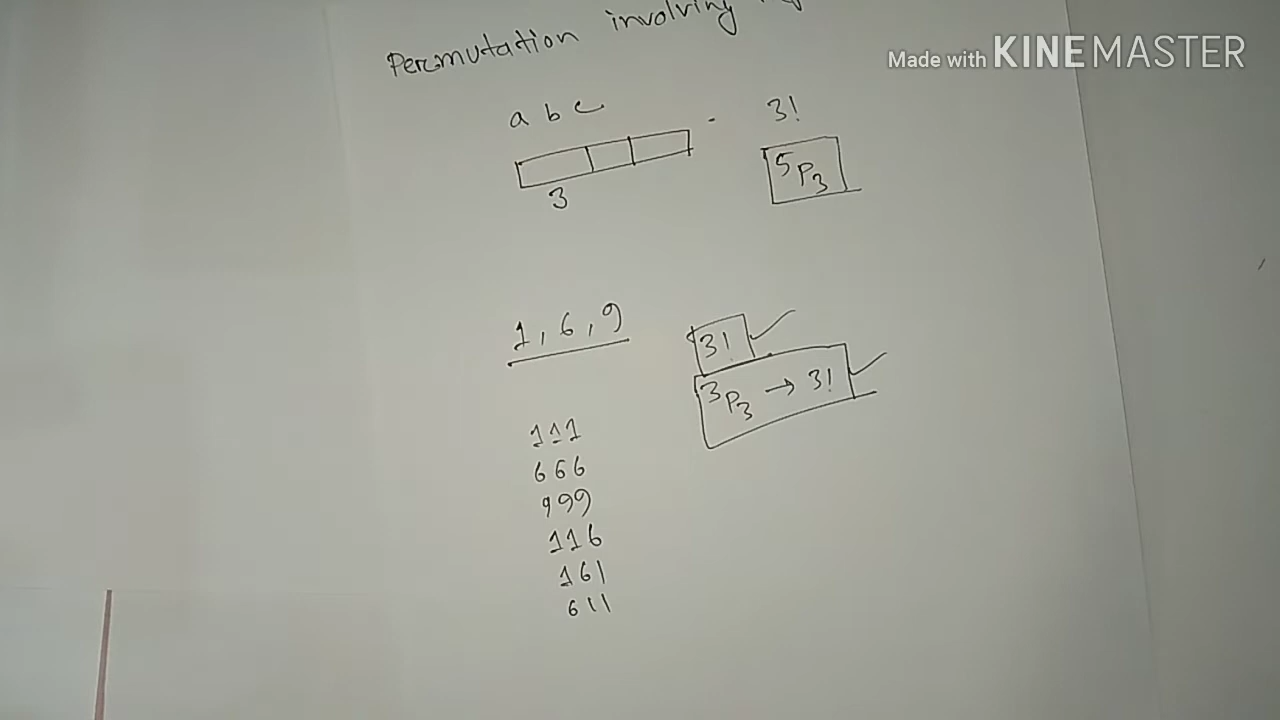 Permutation involving
Made with KINEMASTER
a b c
3!
3
5P3
1, 6, 9
3!
3P3 → 3!
111
666
999
116
161
611